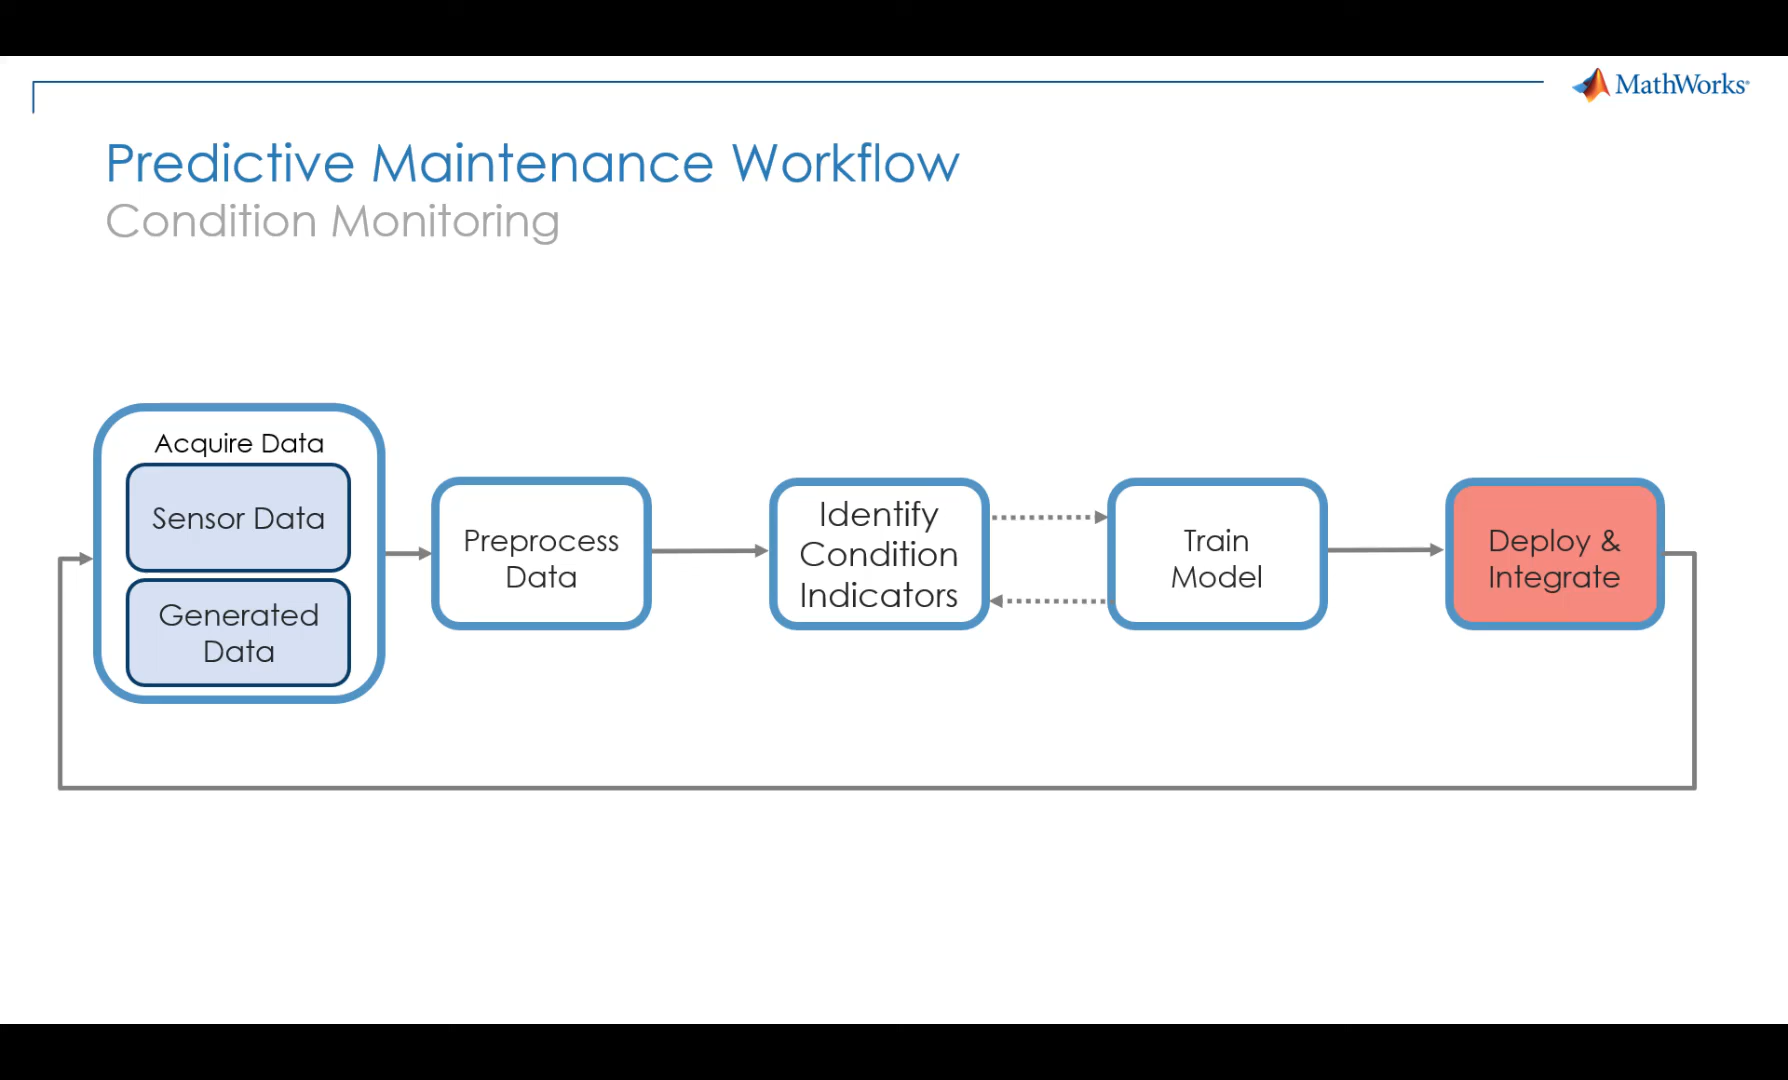 MathWorks®
Predictive Maintenance Workflow
Condition Monitoring
Acquire Data
Sensor Data
Generated
Data
Preprocess
Data
Identify
Condition
Indicators
Train
Model
Deploy &
Integrate